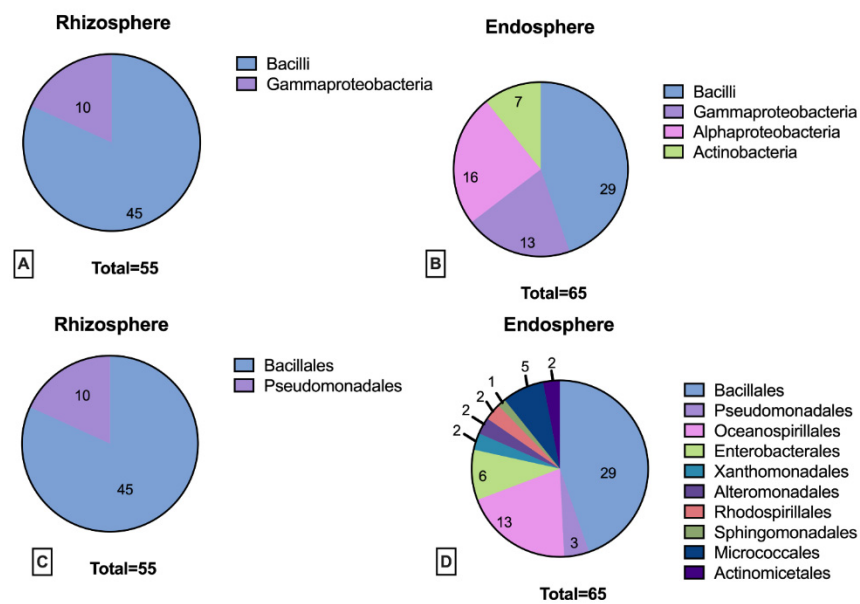 Rhizosphere
Bacilli
Gammaproteobacteria
10
45
A
Total=55
Endosphere
Bacilli
Gammaproteobacteria
Alphaproteobacteria
Actinobacteria
7
29
16
13
B
Total=65
Rhizosphere
Bacillales
Pseudomonadales
10
45
C
Total=55
Endosphere
Bacillales
Pseudomonadales
Oceanospirillales
Enterobacterales
Xanthomonadales
Alteromonadales
Rhodospirillales
Sphingomonadales
Micrococcales
Actinomicetales
2
5
1
2
2
2
6
29
13
3
D
Total=65